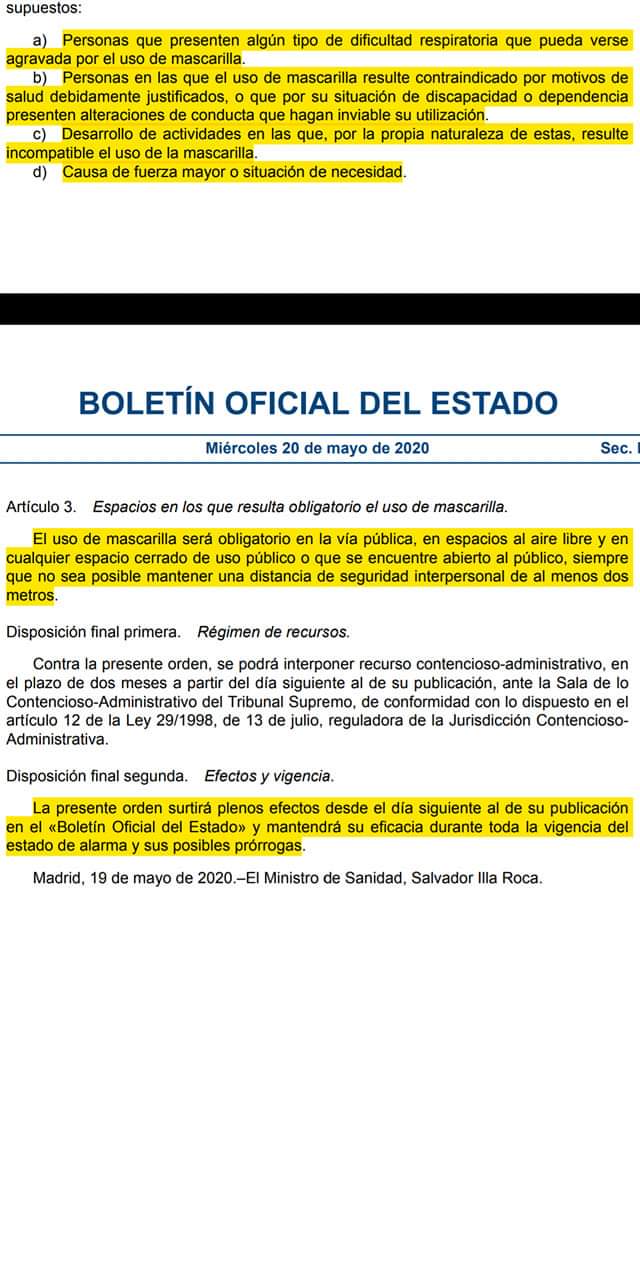 supuestos:
a) Personas que presenten algún tipo de dificultad respiratoria que pueda verse
agravada por el uso de mascarilla.
b) Personas en las que el uso de mascarilla resulte contraindicado por motivos de
salud debidamente justificados, o que por su situación de discapacidad o dependencia
presenten alteraciones de conducta que hagan inviable su utilización.
c) Desarrollo de actividades en las que, por la propia naturaleza de estas, resulte
incompatible el uso de la mascarilla.
d) Causa de fuerza mayor o situación de necesidad.
BOLETÍN OFICIAL DEL ESTADO
Miércoles 20 de mayo de 2020 Sec. I
Artículo 3. Espacios en los que resulta obligatorio el uso de mascarilla.
El uso de mascarilla será obligatorio en la vía pública, en espacios al aire libre y en
cualquier espacio cerrado de uso público o que se encuentre abierto al público, siempre
que no sea posible mantener una distancia de seguridad interpersonal de al menos dos
metros.
Disposición final primera. Régimen de recursos.
Contra la presente orden, se podrá interponer recurso contencioso-administrativo, en
el plazo de dos meses a partir del día siguiente al de su publicación, ante la Sala de lo
Contencioso-Administrativo del Tribunal Supremo, de conformidad con lo dispuesto en el
artículo 12 de la Ley 29/1998, de 13 de julio, reguladora de la Jurisdicción Contencioso-
Administrativa.
Disposición final segunda. Efectos y vigencia.
La presente orden surtirá plenos efectos desde el día siguiente al de su publicación
en el «Boletín Oficial del Estado» y mantendrá su eficacia durante toda la vigencia del
estado de alarma y sus posibles prórrogas.
Madrid, 19 de mayo de 2020.–El Ministro de Sanidad, Salvador Illa Roca.